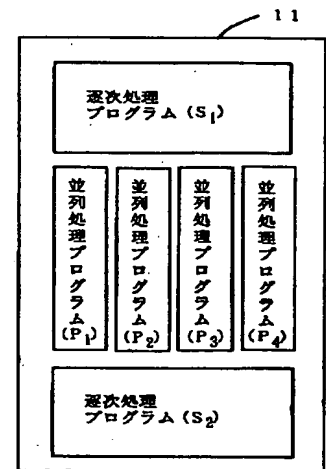 11
逐次処理
プログラム (S1)
並列処理プログラム (P1)
並列処理プログラム (P2)
並列処理プログラム (P3)
並列処理プログラム (P4)
逐次処理
プログラム (S2)